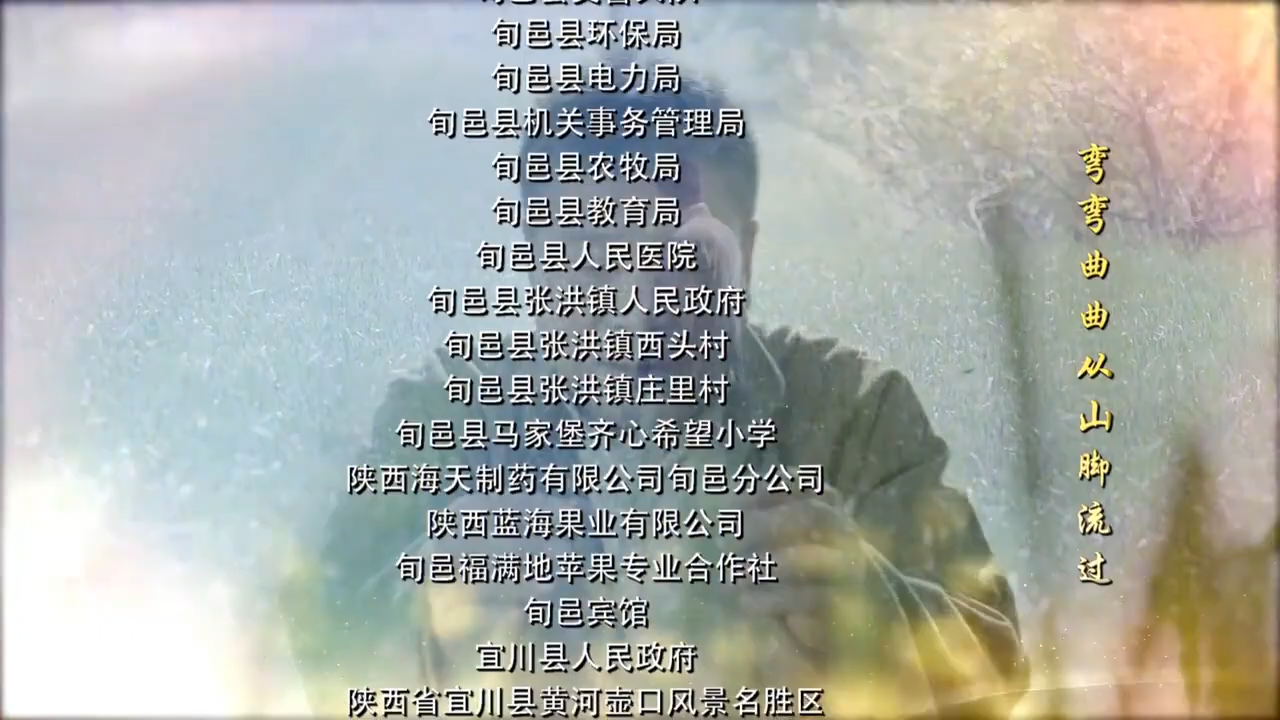 旬邑县环保局
旬邑县电力局
旬邑县机关事务管理局
旬邑县农牧局
旬邑县教育局
旬邑县人民医院
旬邑县张洪镇人民政府
旬邑县张洪镇西头村
旬邑县张洪镇庄里村
旬邑县马家堡齐心希望小学
陕西海天制药有限公司旬邑分公司
陕西蓝海果业有限公司
旬邑福满地苹果专业合作社
旬邑宾馆
宜川县人民政府
陕西省宜川县黄河壶口风景名胜区
弯弯曲曲从山脚流过